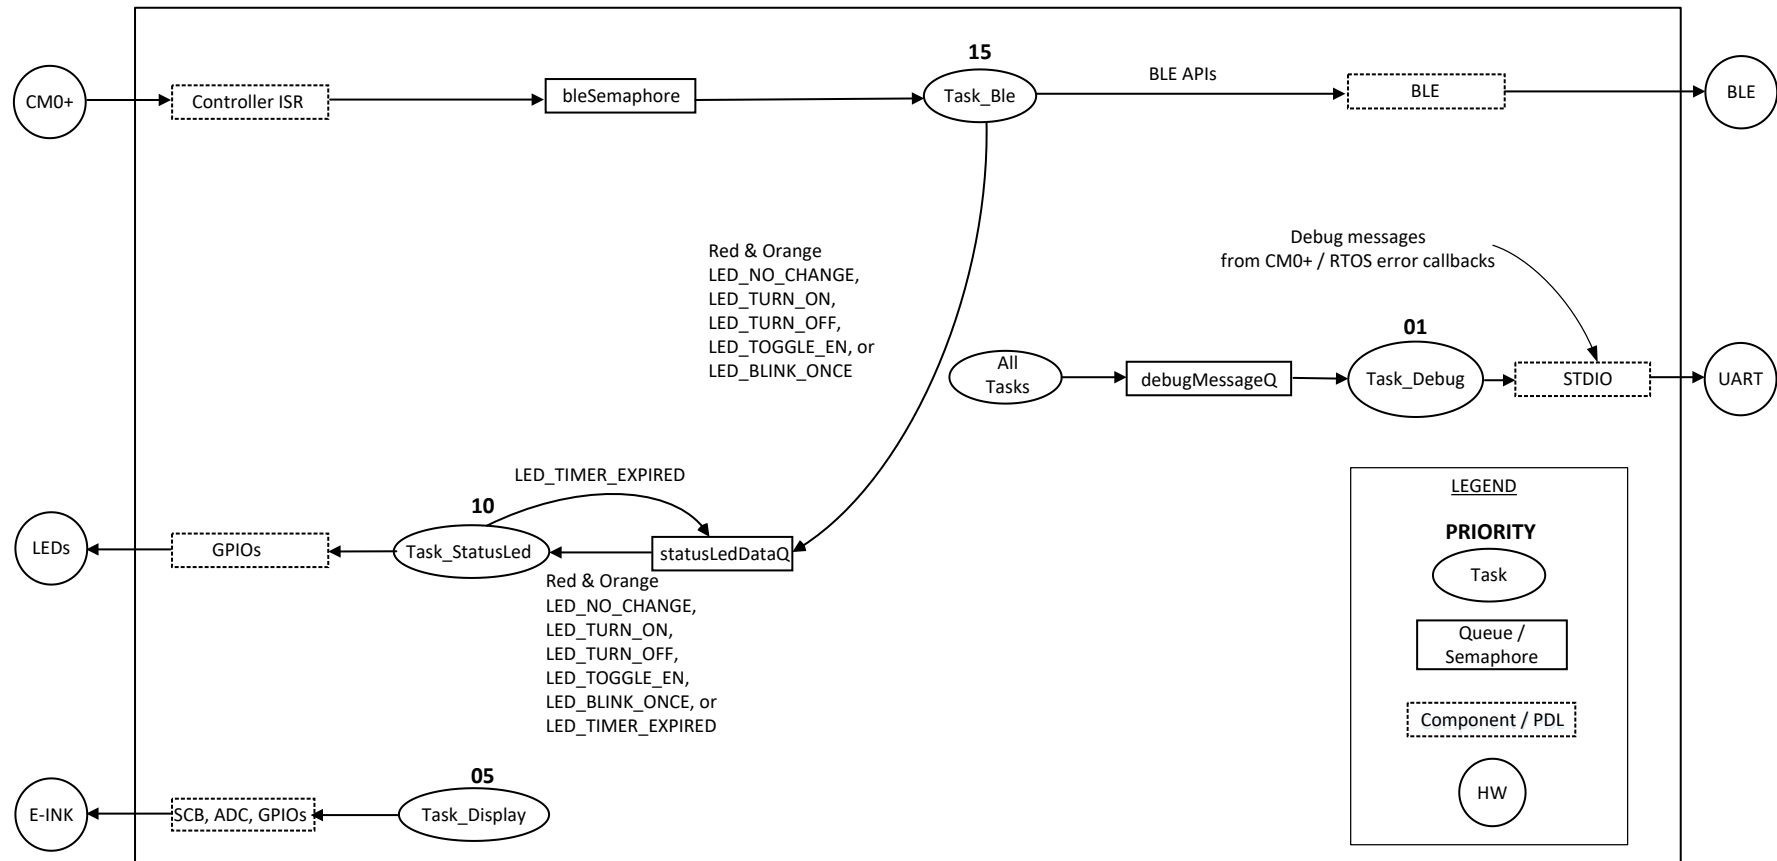 15
CM0+
Controller ISR
bleSemaphore
Task_Ble
BLE APIs
BLE
BLE
Red & Orange
LED_NO_CHANGE,
LED_TURN_ON,
LED_TURN_OFF,
LED_TOGGLE_EN, or
LED_BLINK_ONCE
Debug messages
from CM0+ / RTOS error callbacks
01
All
Tasks
debugMessageQ
Task_Debug
STDIO
UART
LED_TIMER_EXPIRED
10
LEDs
GPIOs
Task_StatusLed
statusLedDataQ
Red & Orange
LED_NO_CHANGE,
LED_TURN_ON,
LED_TURN_OFF,
LED_TOGGLE_EN,
LED_BLINK_ONCE, or
LED_TIMER_EXPIRED
05
E-INK
SCB, ADC, GPIOs
Task_Display
LEGEND
PRIORITY
Task
Queue /
Semaphore
Component / PDL
HW